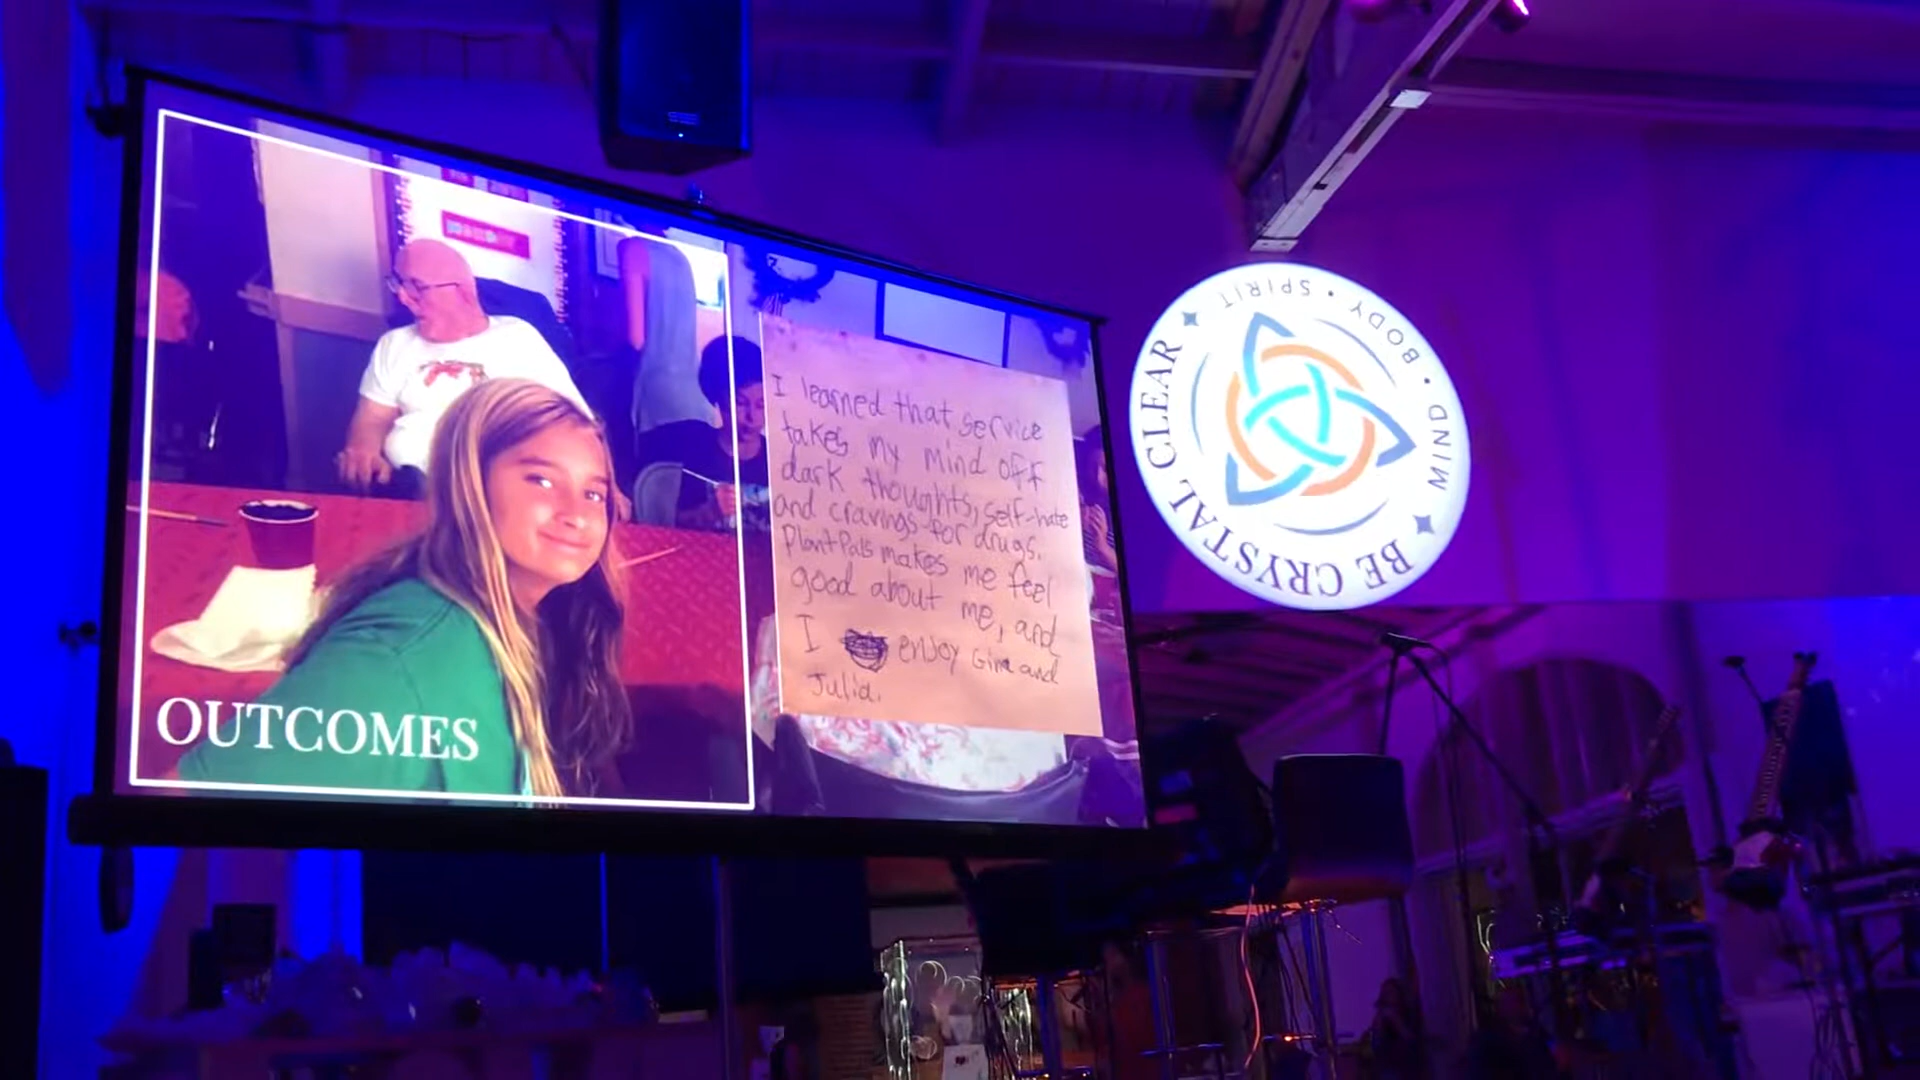 OUTCOMES
I learned that service
takes my mind off
dark thoughts, self-hate
and cravings for drugs.
PlantPals makes me feel
good about me, and
I enjoy Gina and
Julia.
BE CRYSTAL CLEAR
MIND • BODY • SPIRIT